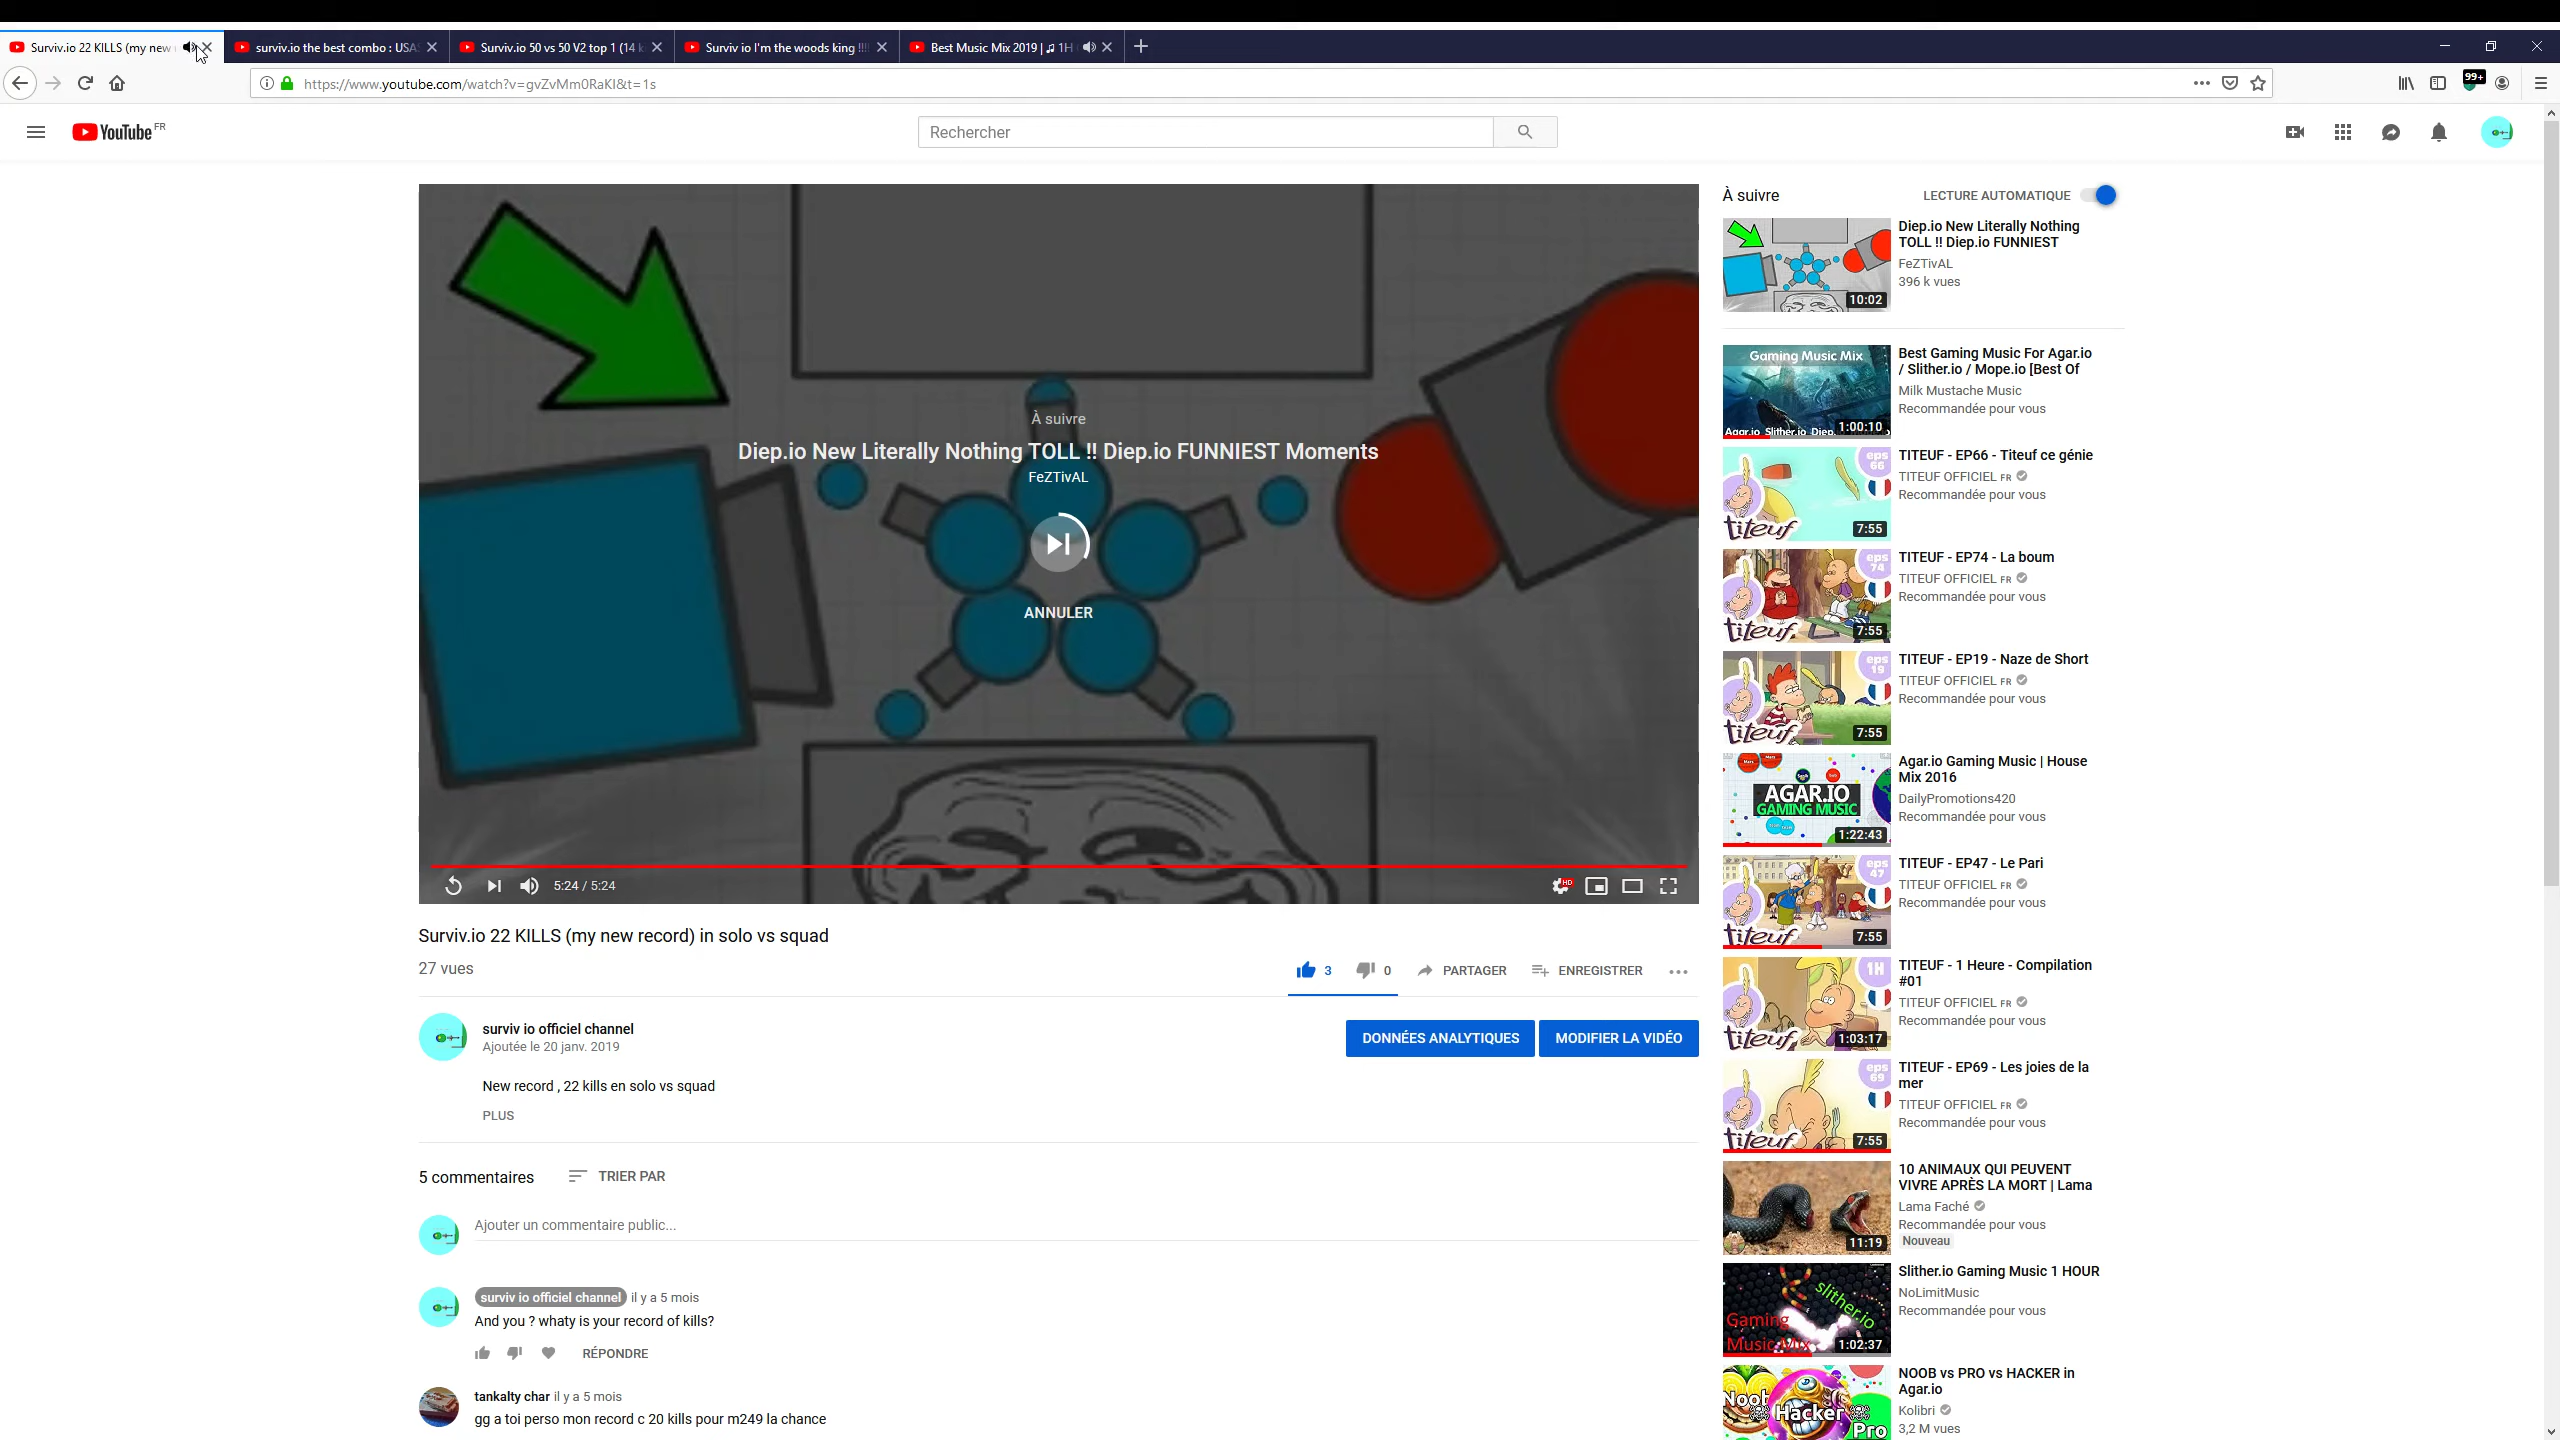 Surviv.io 22 KILLS (my new
surviv.io the best combo : USAS
Surviv.io 50 vs 50 V2 top 1 (14 k
Surviv io I'm the woods king !!!
Best Music Mix 2019 | ♫ 1H
https://www.youtube.com/watch?v=gvZvMm0RaKI&t=1s
99+
YouTube FR
Rechercher
À suivre
Diep.io New Literally Nothing TOLL !! Diep.io FUNNIEST Moments
FeZTivAL
ANNULER
5:24 / 5:24
HD
Surviv.io 22 KILLS (my new record) in solo vs squad
27 vues
3
0
PARTAGER
ENREGISTRER
surviv io officiel channel
Ajoutée le 20 janv. 2019
DONNÉES ANALYTIQUES
MODIFIER LA VIDÉO
New record , 22 kills en solo vs squad
PLUS
5 commentaires
TRIER PAR
Ajouter un commentaire public...
surviv io officiel channel il y a 5 mois
And you ? whaty is your record of kills?
RÉPONDRE
tankalty char il y a 5 mois
gg a toi perso mon record c 20 kills pour m249 la chance
À suivre
LECTURE AUTOMATIQUE
10:02
Diep.io New Literally Nothing
TOLL !! Diep.io FUNNIEST
FeZTivAL
396 k vues
Gaming Music Mix
Agar.io Slither.io Diep
1:00:10
Best Gaming Music For Agar.io
/ Slither.io / Mope.io [Best Of
Milk Mustache Music
Recommandée pour vous
eps
66
titeuf
7:55
TITEUF - EP66 - Titeuf ce génie
TITEUF OFFICIEL FR
Recommandée pour vous
eps
74
titeuf
7:55
TITEUF - EP74 - La boum
TITEUF OFFICIEL FR
Recommandée pour vous
eps
19
titeuf
7:55
TITEUF - EP19 - Naze de Short
TITEUF OFFICIEL FR
Recommandée pour vous
AGAR.IO
GAMING MUSIC
1:22:43
Agar.io Gaming Music | House
Mix 2016
DailyPromotions420
Recommandée pour vous
eps
47
titeuf
7:55
TITEUF - EP47 - Le Pari
TITEUF OFFICIEL FR
Recommandée pour vous
1H
titeuf
1:03:17
TITEUF - 1 Heure - Compilation
#01
TITEUF OFFICIEL FR
Recommandée pour vous
eps
69
titeuf
7:55
TITEUF - EP69 - Les joies de la
mer
TITEUF OFFICIEL FR
Recommandée pour vous
11:19
10 ANIMAUX QUI PEUVENT
VIVRE APRÈS LA MORT | Lama
Lama Faché
Recommandée pour vous
Nouveau
slither.io
Gaming
Music Mix
1:02:37
Slither.io Gaming Music 1 HOUR
NoLimitMusic
Recommandée pour vous
Noob
Hacker
Pro
NOOB vs PRO vs HACKER in
Agar.io
Kolibri
3,2 M vues